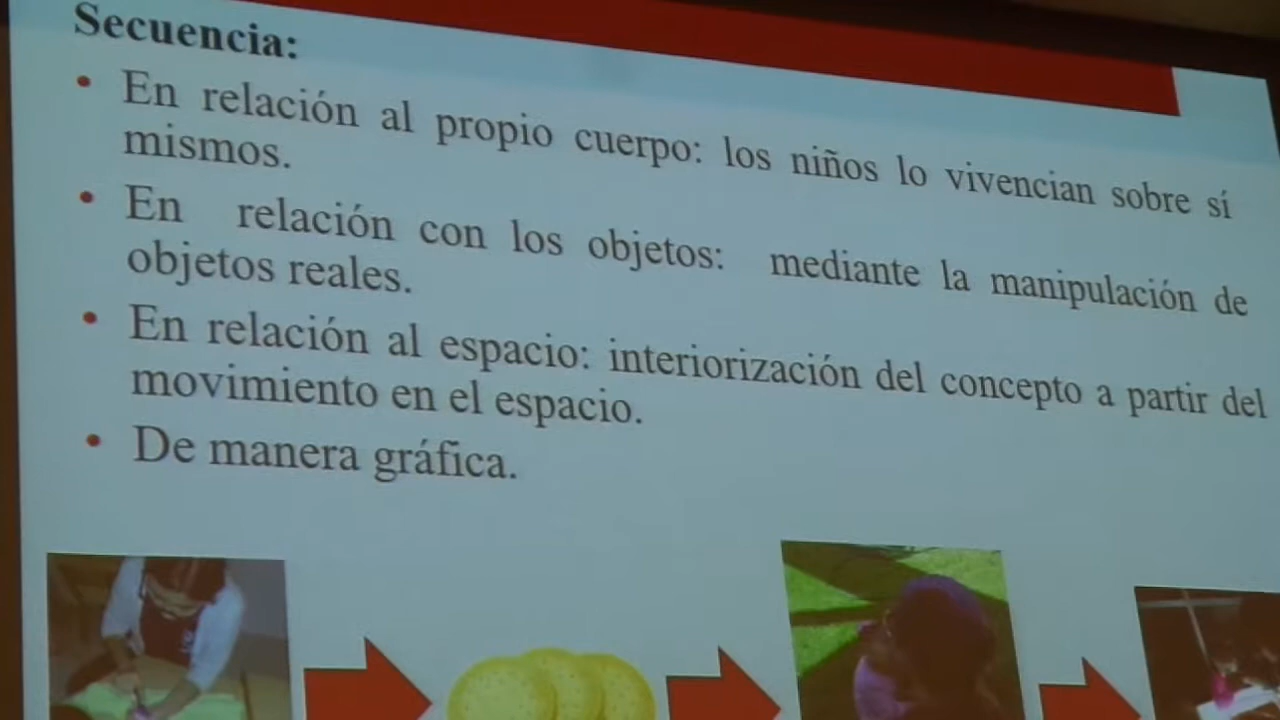 Secuencia:
• En relación al propio cuerpo: los niños lo vivencian sobre sí
mismos.
• En relación con los objetos: mediante la manipulación de
objetos reales.
• En relación al espacio: interiorización del concepto a partir del
movimiento en el espacio.
• De manera gráfica.